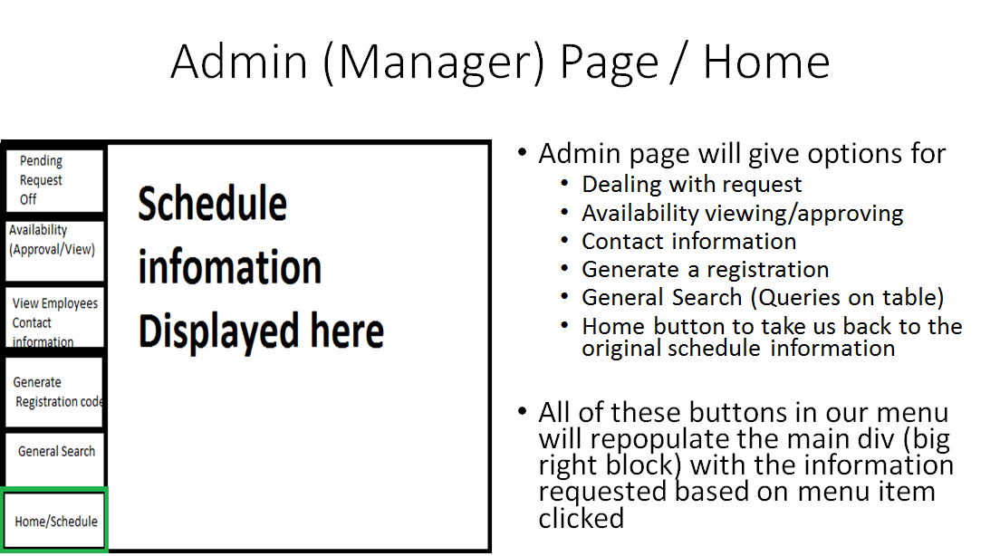 Admin (Manager) Page / Home
Pending
Request
Off
Availability
(Approval/View)
View Employees
Contact
information
Generate
Registration code
General Search
Home/Schedule
Schedule
infomation
Displayed here
• Admin page will give options for
• Dealing with request
• Availability viewing/approving
• Contact information
• Generate a registration
• General Search (Queries on table)
• Home button to take us back to the
original schedule information
• All of these buttons in our menu
will repopulate the main div (big
right block) with the information
requested based on menu item
clicked